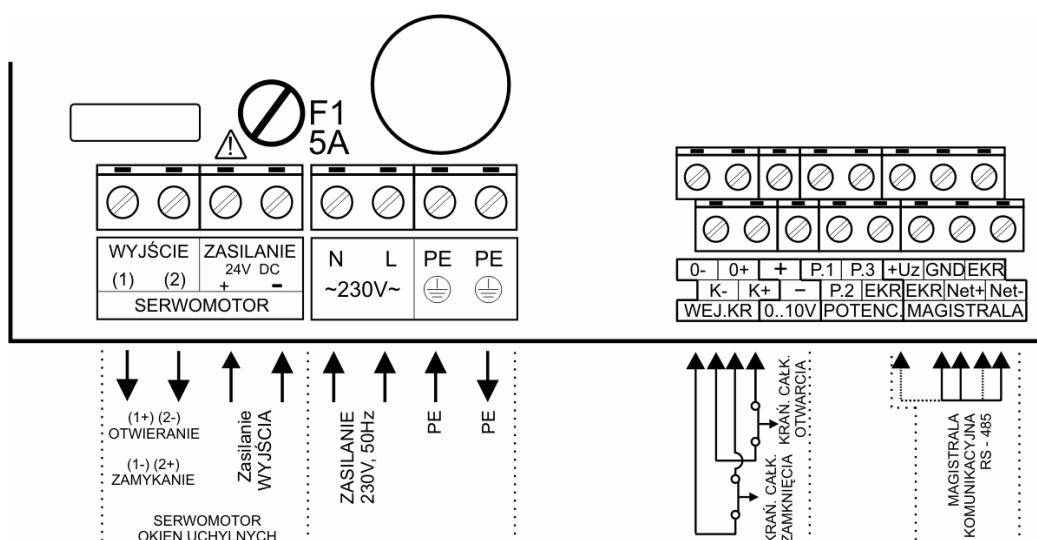 F1
5A
WYJŚCIE
(1) (2)
ZASILANIE
24V DC
+ -
SERWOMOTOR
N L
~230V~
PE PE
0- 0+ + P.1 P.3 +Uz GND EKR
K- K+ - P.2 EKR EKR Net+ Net-
WEJ.KR 0..10V POTENC. MAGISTRALA
(1+) (2-)
OTWIERANIE
(1-) (2+)
ZAMYKANIE
SERWOMOTOR
OKIEN UCHYLNYCH
Zasilanie
WYJŚCIA
ZASILANIE
230V, 50Hz
PE
PE
KRAŃ. CAŁK.
ZAMKNIĘCIA
KRAŃ. CAŁK.
OTWARCIA
MAGISTRALA
KOMUNIKACYJNA
RS - 485